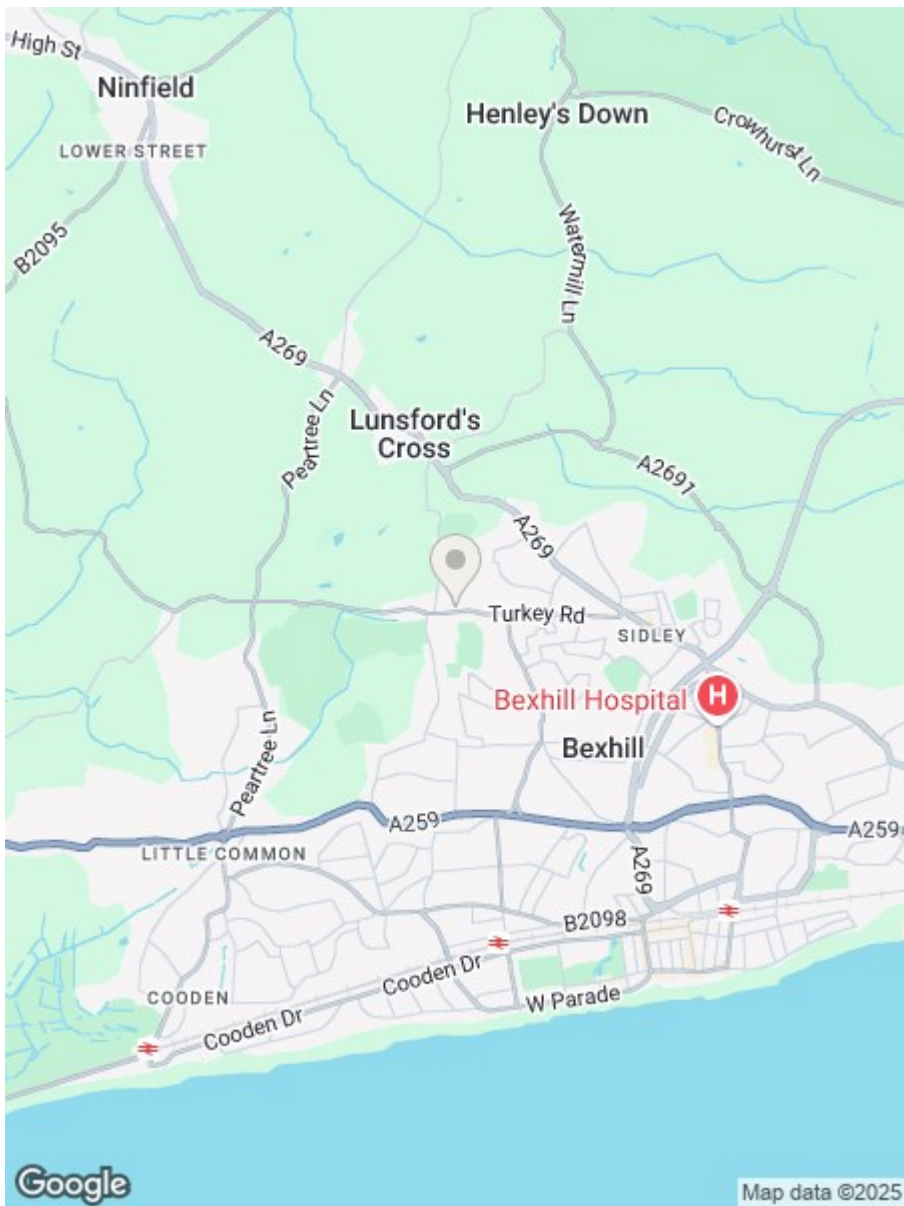 High St
Ninfield
LOWER STREET
Henley's Down
Crowhurst Ln
B2095
Watermill Ln
A269
Peartree Ln
Lunsford's
Cross
A2691
A269
Turkey Rd
SIDLEY
Bexhill Hospital
H
Bexhill
Peartree Ln
A259
A259
LITTLE COMMON
A269
B2098
Cooden Dr
W Parade
COODEN
Cooden Dr
Google
Map data ©2025